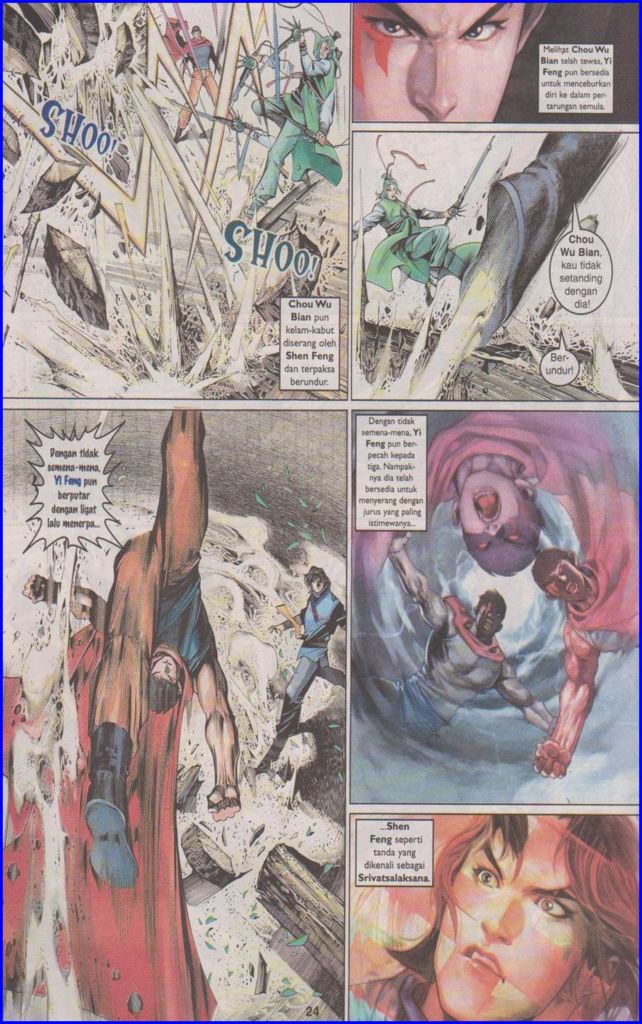 SHOO!
SHOO!
Chou Wu
Bian pun
kelam-kabut
diserang oleh
Shen Feng
dan terpaksa
berundur.
Melihat Chou Wu
Bian telah tewas, Yi
Feng pun bersedia
untuk menceburkan
diri ke dalam per-
tarungan semula.
Chou
Wu Bian,
kau tidak
setanding
dengan
dia!
Ber-
undur!
Dengan tidak
semena-mena,
Yi Feng pun
berputar
dengan ligat
lalu menerpa...
Dengan tidak
semena-mena, Yi
Feng pun ber-
pecah kepada
tiga. Nampak-
nya dia telah
bersedia untuk
menyerang dengan
jurus yang paling
istimewanya...
...Shen
Feng seperti
tanda yang
dikenali sebagai
Srivatsalaksana.
24